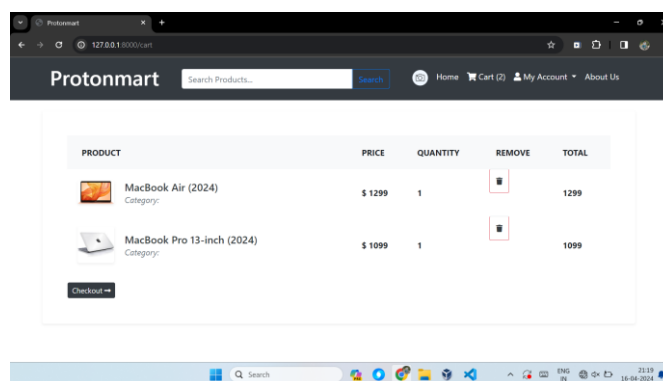 Protonmart
127.0.0.1:8000/cart
Protonmart Search Products... Search Home Cart (2) My Account About Us
PRODUCT PRICE QUANTITY REMOVE TOTAL
MacBook Air (2024)
Category:
$ 1299 1 1299
MacBook Pro 13-inch (2024)
Category:
$ 1099 1 1099
Checkout
Search
ENG
IN
21:19
16-04-2024